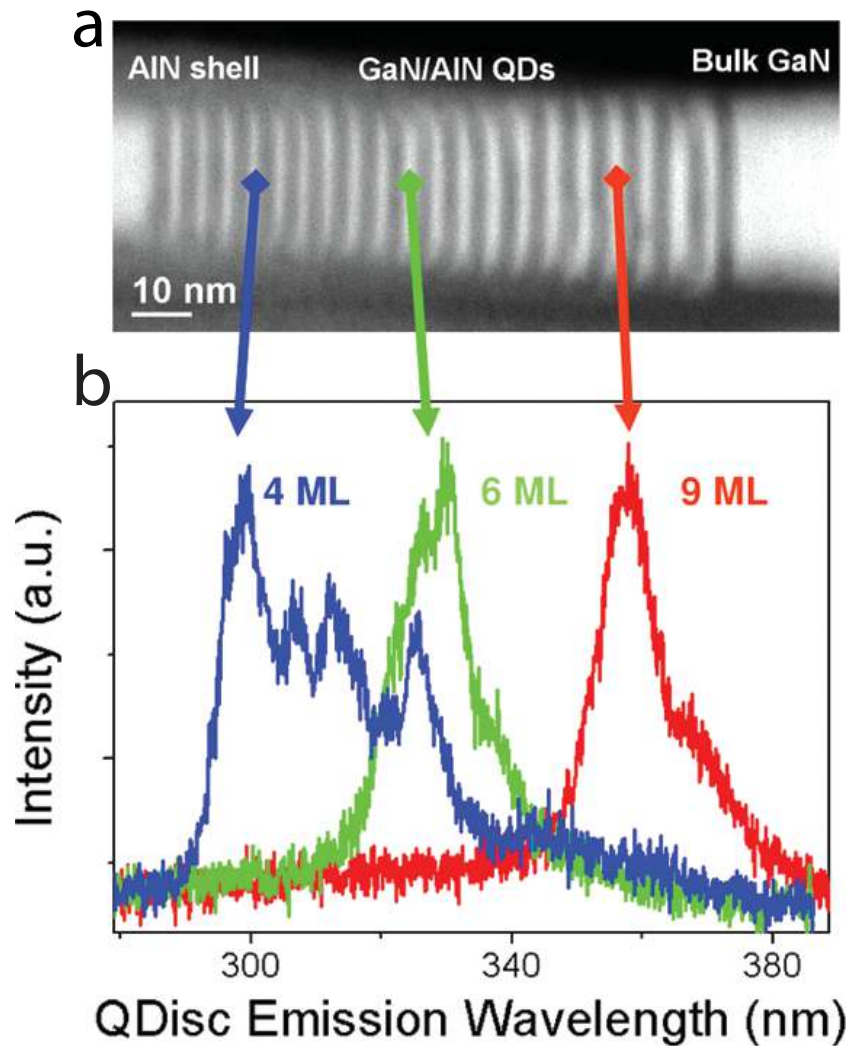 a
AlN shell
GaN/AlN QDs
Bulk GaN
10 nm
b
4 ML
6 ML
9 ML
Intensity (a.u.)
300
340
380
QDisc Emission Wavelength (nm)